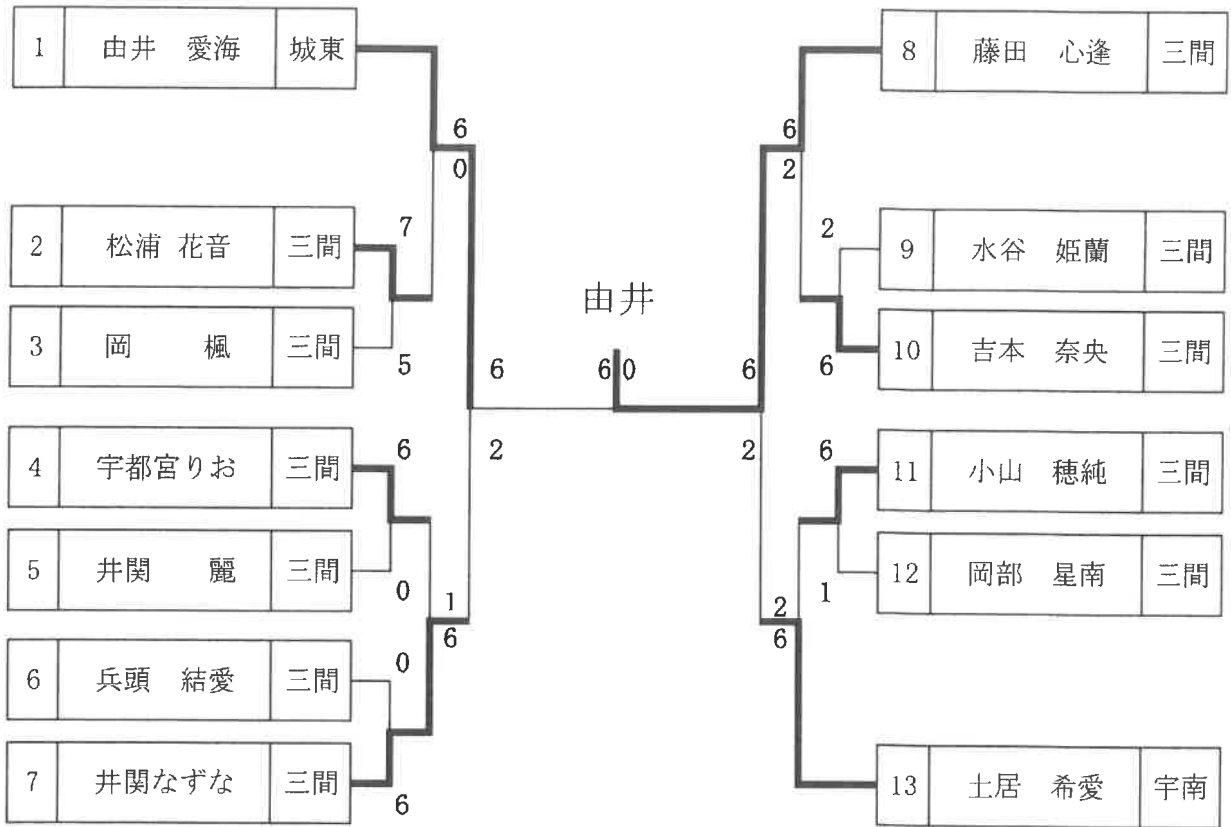 1 由井 愛海 城東
6
0
2 松浦 花音 三間
7
3 岡 楓 三間
5
4 宇都宮りお 三間
6
5 井関 麗 三間
0
1
6
6 兵頭 結愛 三間
0
7 井関なずな 三間
6
6
2
由井
6 0
6
2
8 藤田 心逢 三間
6
2
9 水谷 姫蘭 三間
2
10 吉本 奈央 三間
6
11 小山 穂純 三間
6
12 岡部 星南 三間
1
2
6
13 土居 希愛 宇南